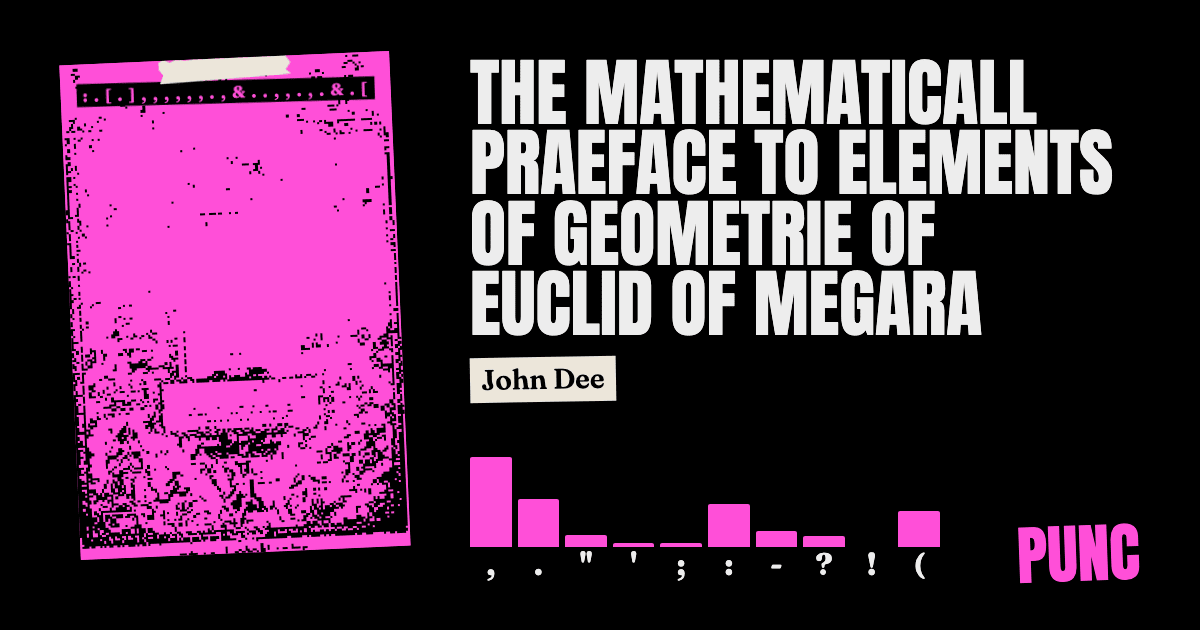 :.[.],,,,,,.,&..,.,.&.[
THE MATHEMATICALL
PRAEFACE TO ELEMENTS
OF GEOMETRIE OF
EUCLID OF MEGARA
John Dee
, . " ' ; : - ? ! (
PUNC